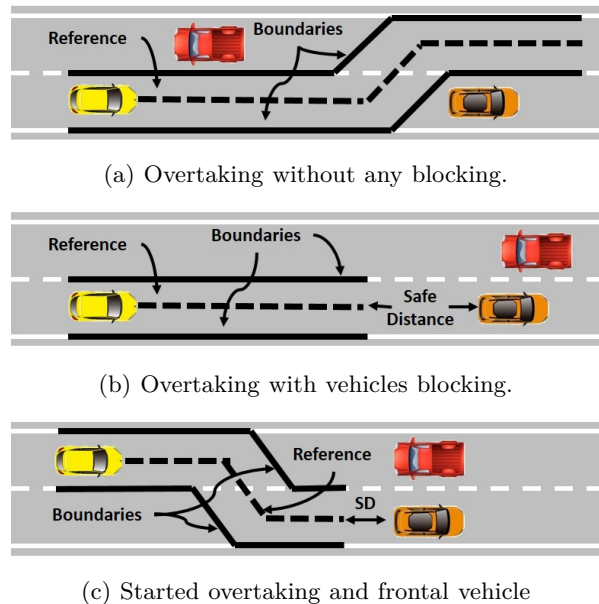 Reference
Boundaries
(a) Overtaking without any blocking.
Reference
Boundaries
Safe
Distance
(b) Overtaking with vehicles blocking.
Reference
Boundaries
SD
(c) Started overtaking and frontal vehicle